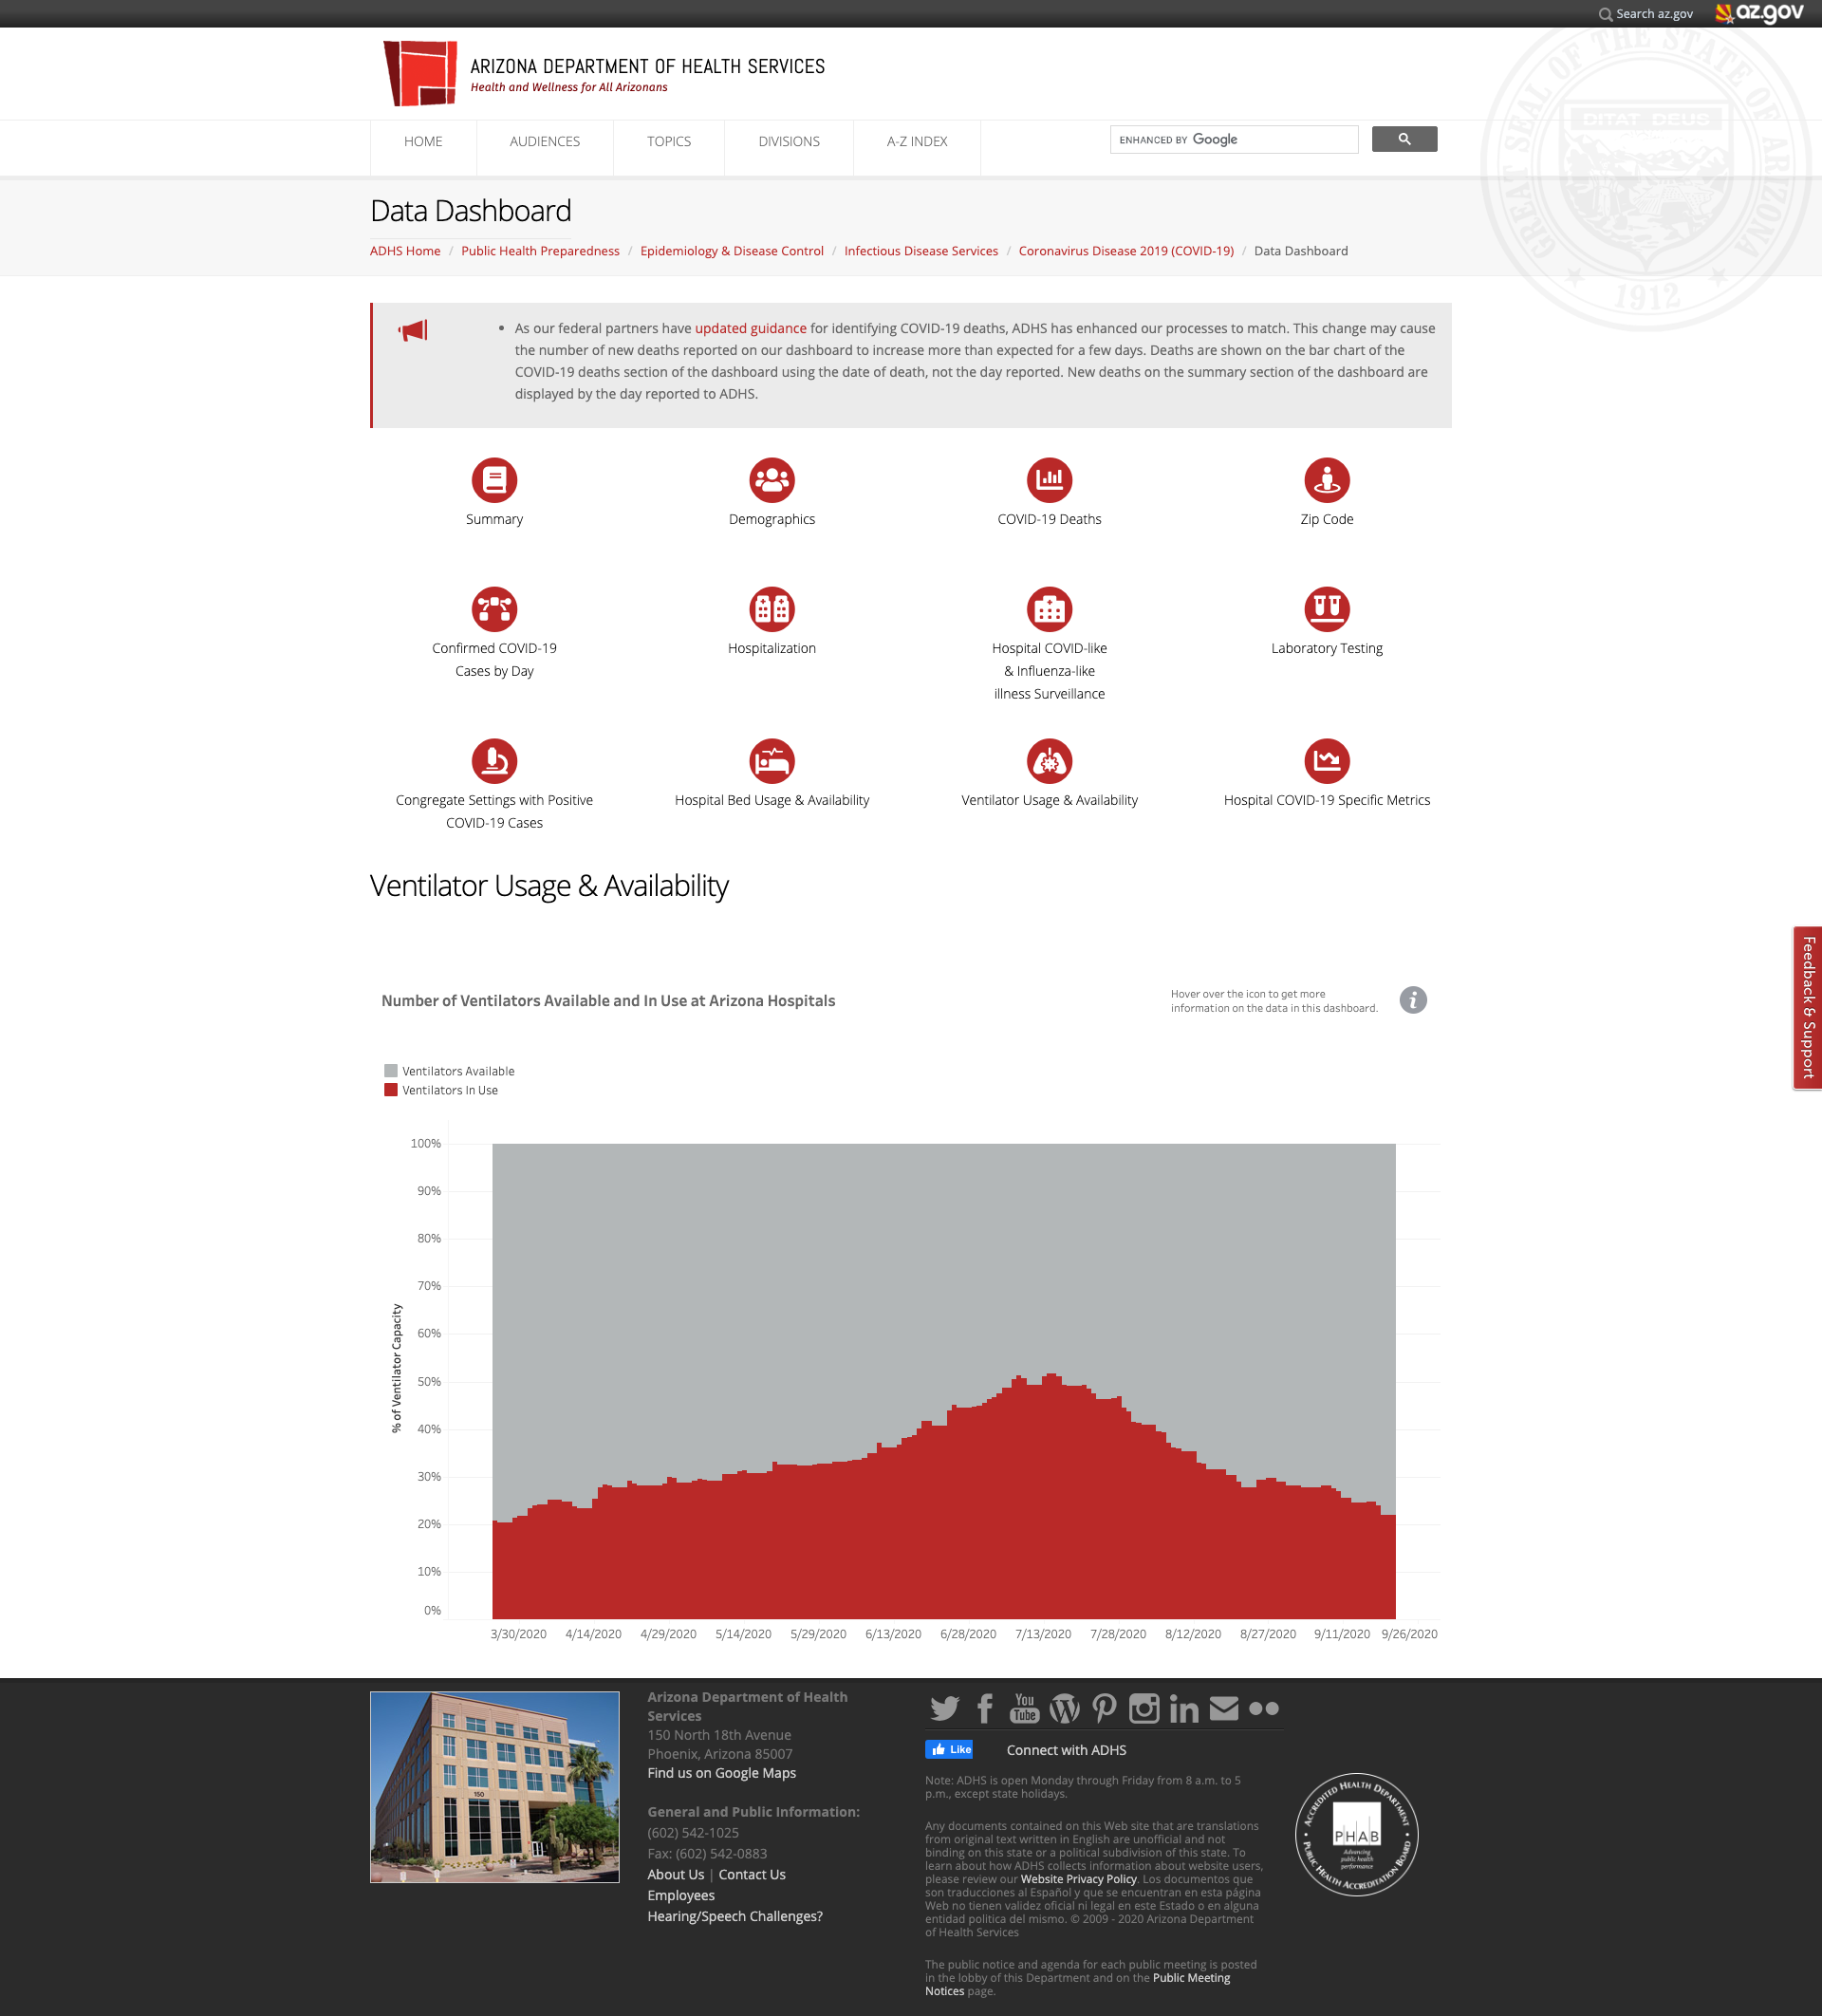 Search az.gov
az.gov
ARIZONA DEPARTMENT OF HEALTH SERVICES
Health and Wellness for All Arizonans
GREAT SEAL OF THE STATE OF ARIZONA
DITAT DEUS
1912
HOME
AUDIENCES
TOPICS
DIVISIONS
A-Z INDEX
ENHANCED BY Google
Data Dashboard
ADHS Home / Public Health Preparedness / Epidemiology & Disease Control / Infectious Disease Services / Coronavirus Disease 2019 (COVID-19) / Data Dashboard
• As our federal partners have updated guidance for identifying COVID-19 deaths, ADHS has enhanced our processes to match. This change may cause
the number of new deaths reported on our dashboard to increase more than expected for a few days. Deaths are shown on the bar chart of the
COVID-19 deaths section of the dashboard using the date of death, not the day reported. New deaths on the summary section of the dashboard are
displayed by the day reported to ADHS.
Summary
Demographics
COVID-19 Deaths
Zip Code
Confirmed COVID-19
Cases by Day
Hospitalization
Hospital COVID-like
& Influenza-like
illness Surveillance
Laboratory Testing
Congregate Settings with Positive
COVID-19 Cases
Hospital Bed Usage & Availability
Ventilator Usage & Availability
Hospital COVID-19 Specific Metrics
Ventilator Usage & Availability
Feedback & Support
Number of Ventilators Available and In Use at Arizona Hospitals
Hover over the icon to get more
information on the data in this dashboard.
i
Ventilators Available
Ventilators In Use
% of Ventilator Capacity
100%
90%
80%
70%
60%
50%
40%
30%
20%
10%
0%
3/30/2020
4/14/2020
4/29/2020
5/14/2020
5/29/2020
6/13/2020
6/28/2020
7/13/2020
7/28/2020
8/12/2020
8/27/2020
9/11/2020
9/26/2020
150
Arizona Department of Health
Services
150 North 18th Avenue
Phoenix, Arizona 85007
Find us on Google Maps
General and Public Information:
(602) 542-1025
Fax: (602) 542-0883
About Us | Contact Us
Employees
Hearing/Speech Challenges?
You
Tube
in
Like
Connect with ADHS
Note: ADHS is open Monday through Friday from 8 a.m. to 5
p.m., except state holidays.
Any documents contained on this Web site that are translations
from original text written in English are unofficial and not
binding on this state or a political subdivision of this state. To
learn about how ADHS collects information about website users,
please review our Website Privacy Policy. Los documentos que
son traducciones al Español y que se encuentran en esta página
Web no tienen validez oficial ni legal en este Estado o en alguna
entidad politica del mismo. © 2009 - 2020 Arizona Department
of Health Services
The public notice and agenda for each public meeting is posted
in the lobby of this Department and on the Public Meeting
Notices page.
ACCREDITED HEALTH DEPARTMENT
PHAB
Advancing
public health
performance
PUBLIC HEALTH ACCREDITATION BOARD